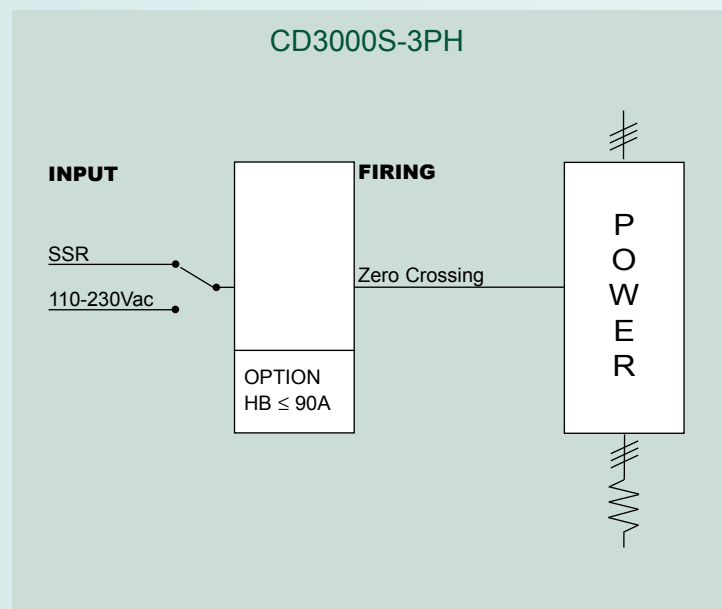 CD3000S-3PH
INPUT
FIRING
SSR
110-230Vac
Zero Crossing
OPTION
HB ≤ 90A
P
O
W
E
R